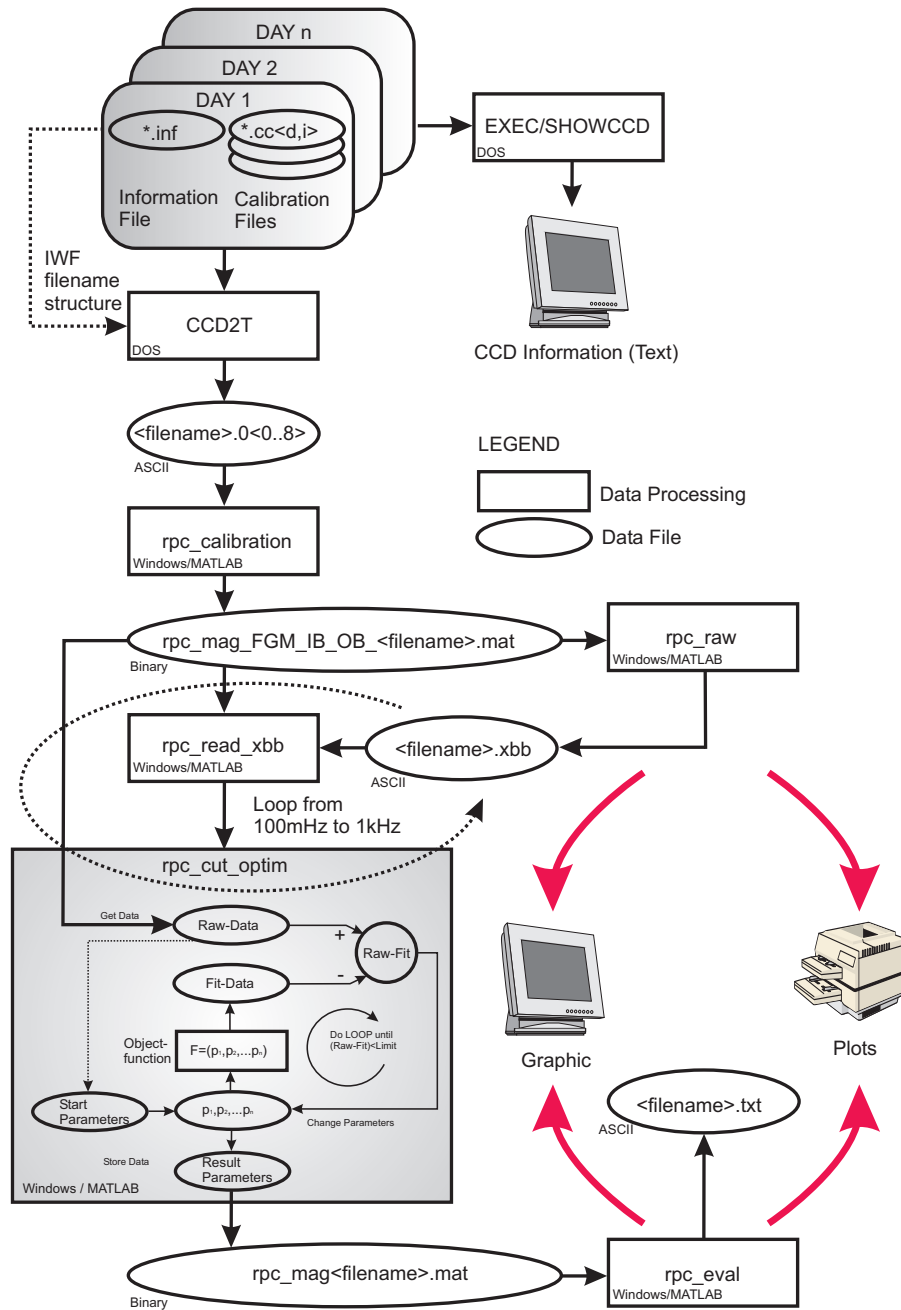 DAY n
DAY 2
DAY 1
*.inf
*.cc<d,i>
Information
File
Calibration
Files
EXEC/SHOWCCD
DOS
IWF
filename
structure
CCD2T
DOS
CCD Information (Text)
<filename>.0<0..8>
ASCII
LEGEND
Data Processing
Data File
rpc_calibration
Windows/MATLAB
rpc_mag_FGM_IB_OB_<filename>.mat
Binary
rpc_raw
Windows/MATLAB
rpc_read_xbb
Windows/MATLAB
<filename>.xbb
ASCII
Loop from
100mHz to 1kHz
rpc_cut_optim
Get Data
Raw-Data
+
Raw-Fit
Fit-Data
-
Object-
function
F=(p₁,p₂,...pₙ)
Do LOOP until
(Raw-Fit)<Limit
Start
Parameters
p₁,p₂,...pₙ
Change Parameters
Store Data
Result
Parameters
Windows / MATLAB
Graphic
Plots
<filename>.txt
ASCII
rpc_mag<filename>.mat
Binary
rpc_eval
Windows/MATLAB